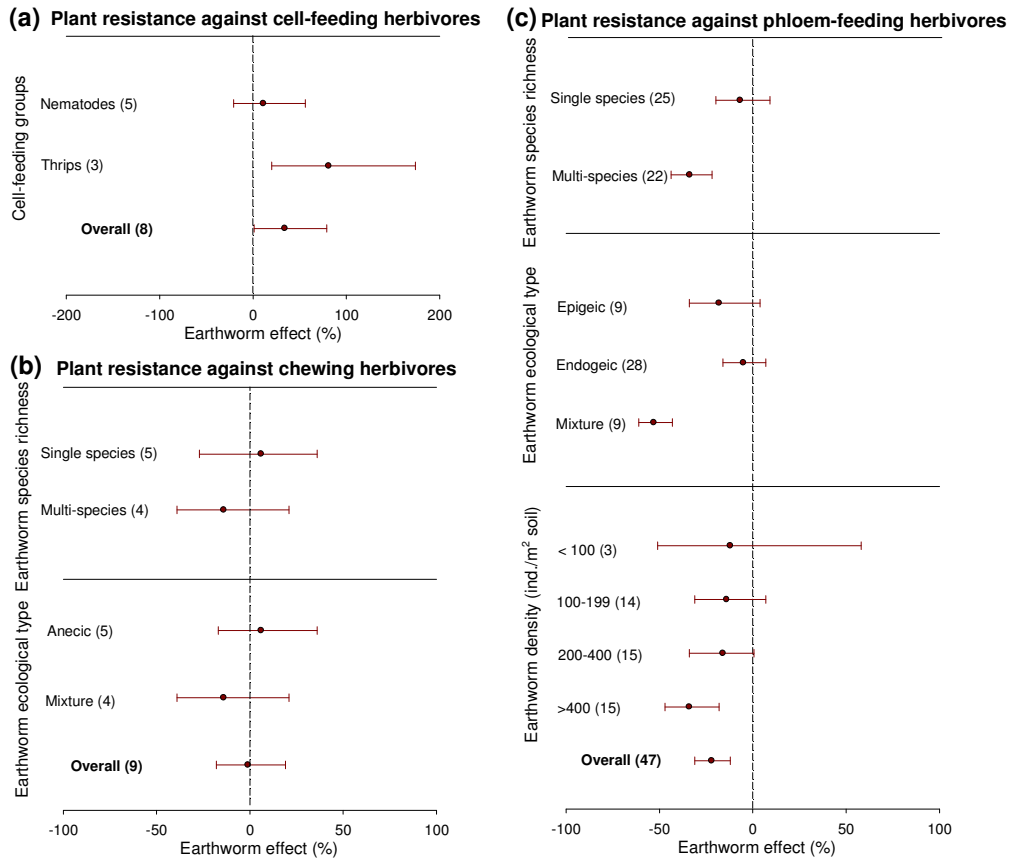 (a) Plant resistance against cell-feeding herbivores
Cell-feeding groups
Nematodes (5)
Thrips (3)
Overall (8)
-200 -100 0 100 200
Earthworm effect (%)
(b) Plant resistance against chewing herbivores
Earthworm species richness
Single species (5)
Multi-species (4)
Earthworm ecological type
Anecic (5)
Mixture (4)
Overall (9)
-100 -50 0 50 100
Earthworm effect (%)
(c) Plant resistance against phloem-feeding herbivores
Earthworm species richness
Single species (25)
Multi-species (22)
Earthworm ecological type
Epigeic (9)
Endogeic (28)
Mixture (9)
Earthworm density (ind./m² soil)
< 100 (3)
100-199 (14)
200-400 (15)
>400 (15)
Overall (47)
-100 -50 0 50 100
Earthworm effect (%)